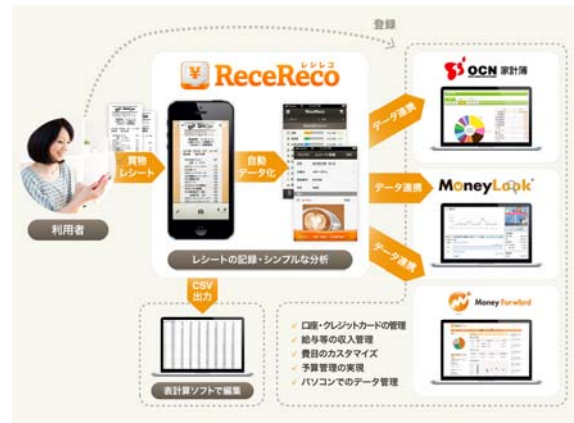 登録
レシレコ
ReceReco
買物
レシート
自動
データ化
利用者
レシートの記録・シンプルな分析
データ連携
OCN 家計簿
データ連携
MoneyLook
データ連携
Money Forward
CSV
出力
表計算ソフトで編集
口座・クレジットカードの管理
給与等の収入管理
費目のカスタマイズ
予算管理の実現
パソコンでのデータ管理